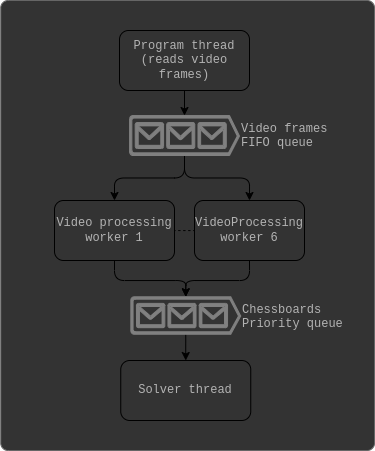 Program thread
(reads video
frames)
Video frames
FIFO queue
Video processing
worker 1
VideoProcessing
worker 6
Chessboards
Priority queue
Solver thread